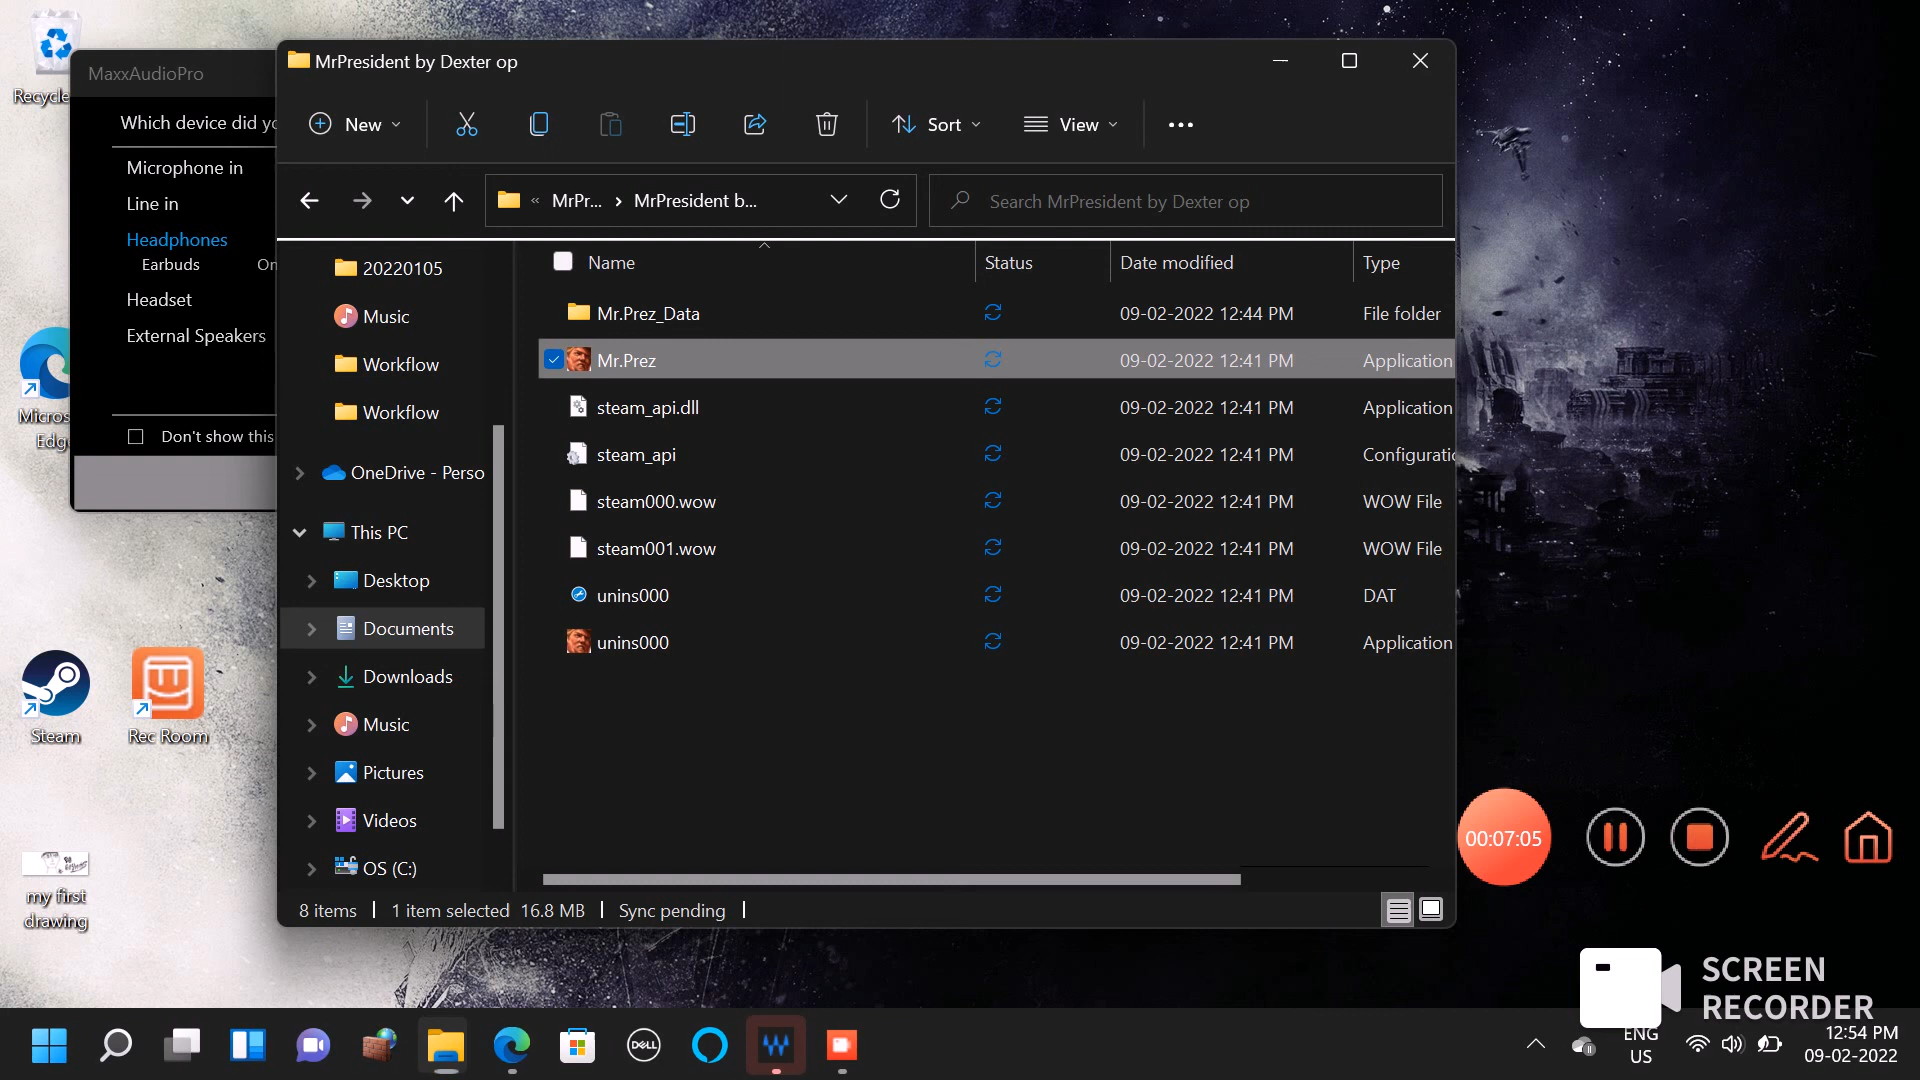 Recycle
MaxxAudioPro
Which device did yo
Microphone in
Line in
Headphones
Earbuds On
Headset
External Speakers
Don't show this
Micros
Edg
Steam
Rec Room
my first
drawing
MrPresident by Dexter op
New
Sort
View
« MrPr... › MrPresident b...
Search MrPresident by Dexter op
20220105
Music
Workflow
Workflow
OneDrive - Perso
This PC
Desktop
Documents
Downloads
Music
Pictures
Videos
OS (C:)
Name Status Date modified Type
Mr.Prez_Data 09-02-2022 12:44 PM File folder
Mr.Prez 09-02-2022 12:41 PM Application
steam_api.dll 09-02-2022 12:41 PM Application
steam_api 09-02-2022 12:41 PM Configuratio
steam000.wow 09-02-2022 12:41 PM WOW File
steam001.wow 09-02-2022 12:41 PM WOW File
unins000 09-02-2022 12:41 PM DAT
unins000 09-02-2022 12:41 PM Application
8 items 1 item selected 16.8 MB Sync pending
00:07:05
SCREEN
RECORDER
DELL
ENG
US
12:54 PM
09-02-2022